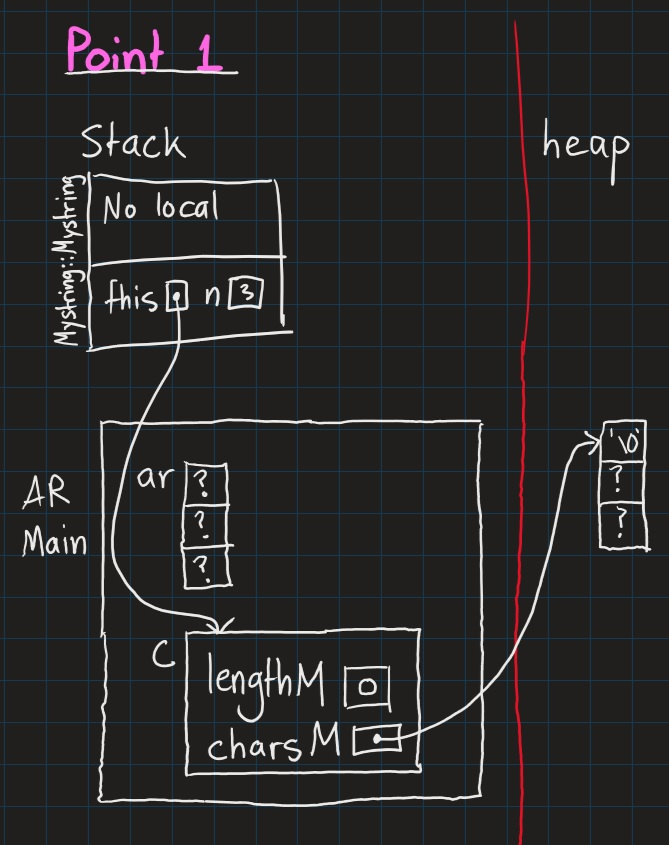 Point 1
Stack
heap
Mystring::Mystring
No local
this n 3
AR
Main
ar
?
?
?
'\0'
?
?
C
lengthM 0
charsM